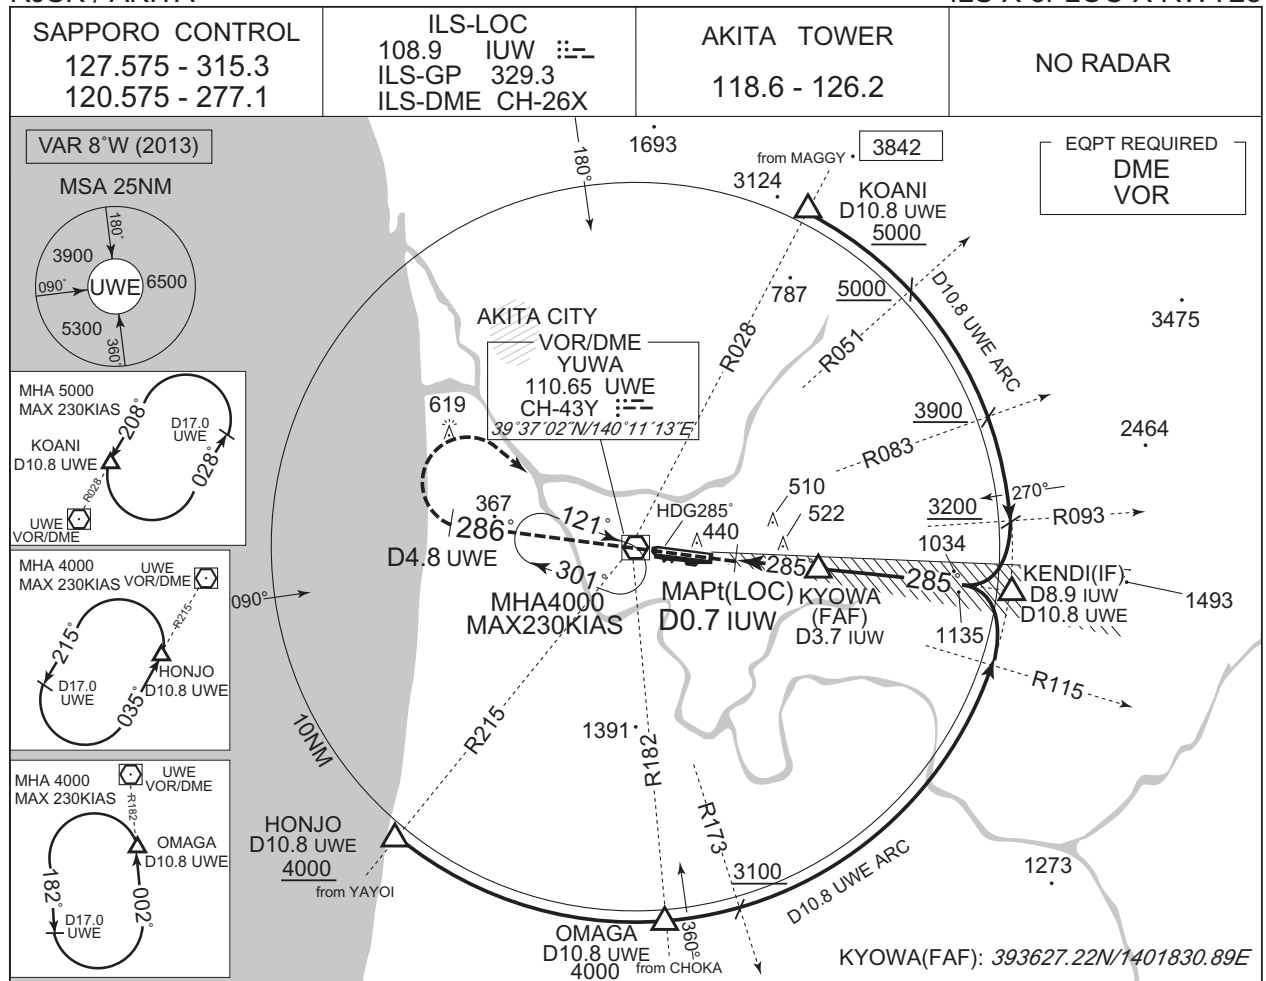 SAPPORO CONTROL
127.575 - 315.3
120.575 - 277.1
ILS-LOC
108.9 IUW
ILS-GP 329.3
ILS-DME CH-26X
AKITA TOWER
118.6 - 126.2
NO RADAR
VAR 8°W (2013)
MSA 25NM
180°
3900
090°
UWE
6500
5300
360°
EQPT REQUIRED
DME
VOR
180°
1693
from MAGGY
3842
3124
KOANI
D10.8 UWE
5000
787
5000
D10.8 UWE ARC
3475
AKITA CITY
VOR/DME
YUWA
110.65 UWE
CH-43Y
39°37'02"N/140°11'13"E
R028
R051
3900
R083
2464
619
MHA 5000
MAX 230KIAS
208°
D17.0
UWE
KOANI
D10.8 UWE
028°
R028
UWE
VOR/DME
367
286°
121°
HDG285°
440
510
522
3200
270°
R093
1034
D4.8 UWE
301°
285°
285°
MHA4000
MAX230KIAS
MAPt(LOC)
D0.7 IUW
KYOWA
(FAF)
D3.7 IUW
1135
KENDI(IF)
D8.9 IUW
D10.8 UWE
1493
R115
090°
MHA 4000
MAX 230KIAS
UWE
VOR/DME
R215
215°
D17.0
UWE
HONJO
D10.8 UWE
035°
10NM
R215
1391
R182
R173
MHA 4000
MAX 230KIAS
UWE
VOR/DME
R182
OMAGA
D10.8 UWE
182°
002°
D17.0
UWE
HONJO
D10.8 UWE
4000
from YAYOI
3100
D10.8 UWE ARC
1273
OMAGA
D10.8 UWE
4000
360°
from CHOKA
KYOWA(FAF): 393627.22N/1401830.89E